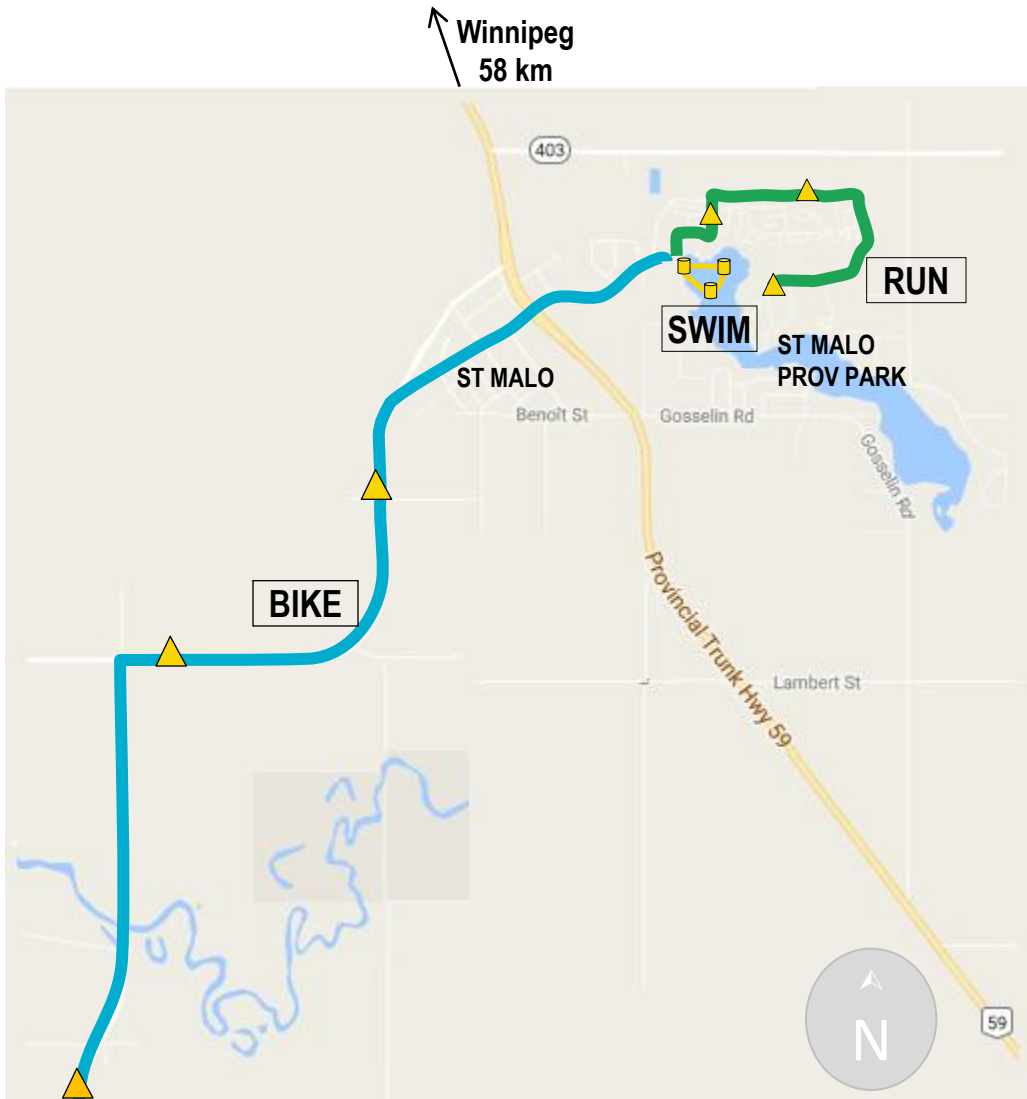 Winnipeg
58 km
403
RUN
SWIM
ST MALO
PROV PARK
ST MALO
Benoît St
Gosselin Rd
Gosselin Rd
BIKE
Provincial Trunk Hwy 59
Lambert St
59
N